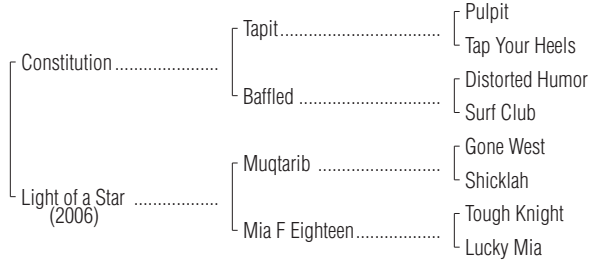 Pulpit
Tapit
Tap Your Heels
Constitution
Distorted Humor
Baffled
Surf Club
Gone West
Muqtarib
Shicklah
Light of a Star
(2006)
Tough Knight
Mia F Eighteen
Lucky Mia